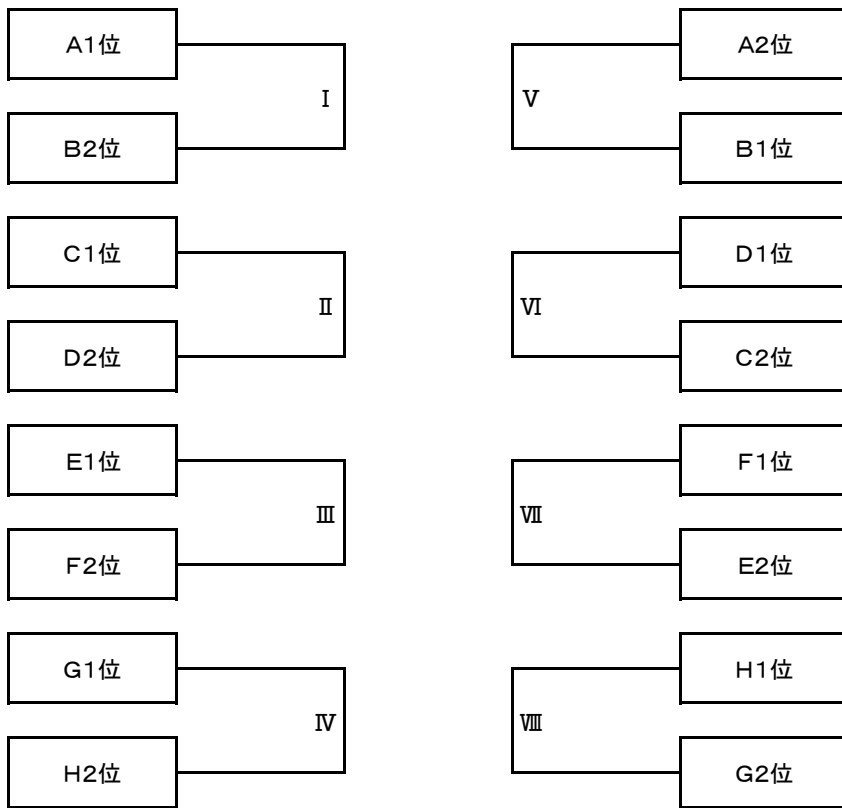 A1位
A2位
Ⅰ
Ⅴ
B2位
B1位
C1位
D1位
Ⅱ
Ⅵ
D2位
C2位
E1位
F1位
Ⅲ
Ⅶ
F2位
E2位
G1位
H1位
Ⅳ
Ⅷ
H2位
G2位